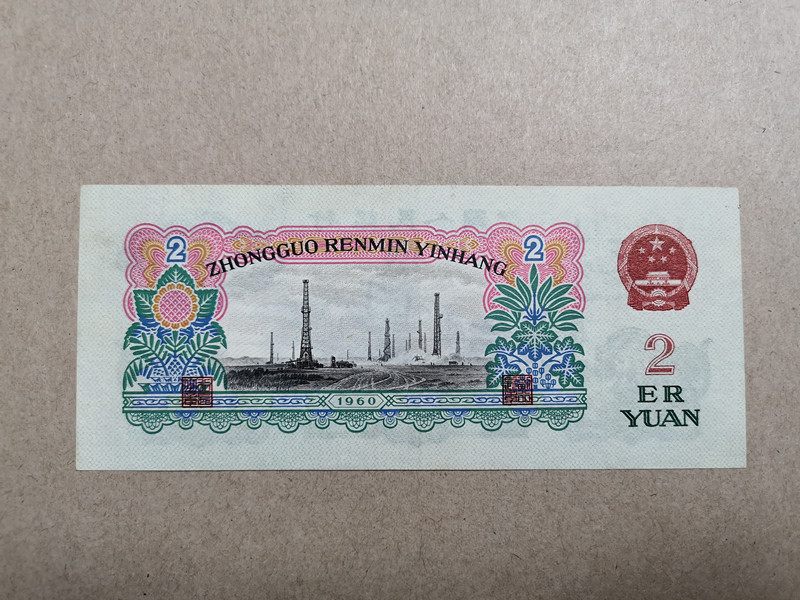 2
ZHONGGUO RENMIN YINHANG
2
1960
2
ER
YUAN